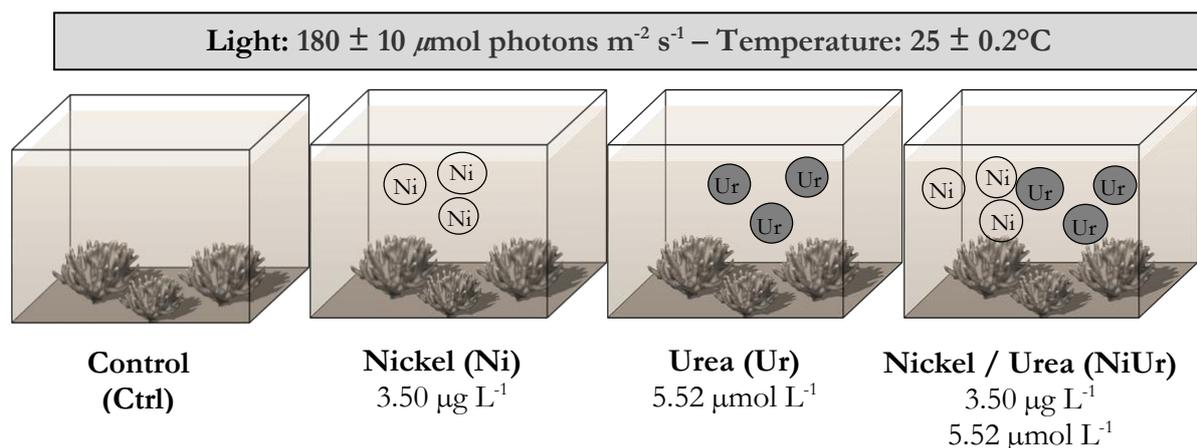 Light: 180 ± 10 μmol photons m⁻² s⁻¹ – Temperature: 25 ± 0.2°C
Ni
Ni
Ni
Ur
Ur
Ur
Ni
Ni
Ni
Ur
Ur
Ur
Control
(Ctrl)
Nickel (Ni)
3.50 μg L⁻¹
Urea (Ur)
5.52 μmol L⁻¹
Nickel / Urea (NiUr)
3.50 μg L⁻¹
5.52 μmol L⁻¹